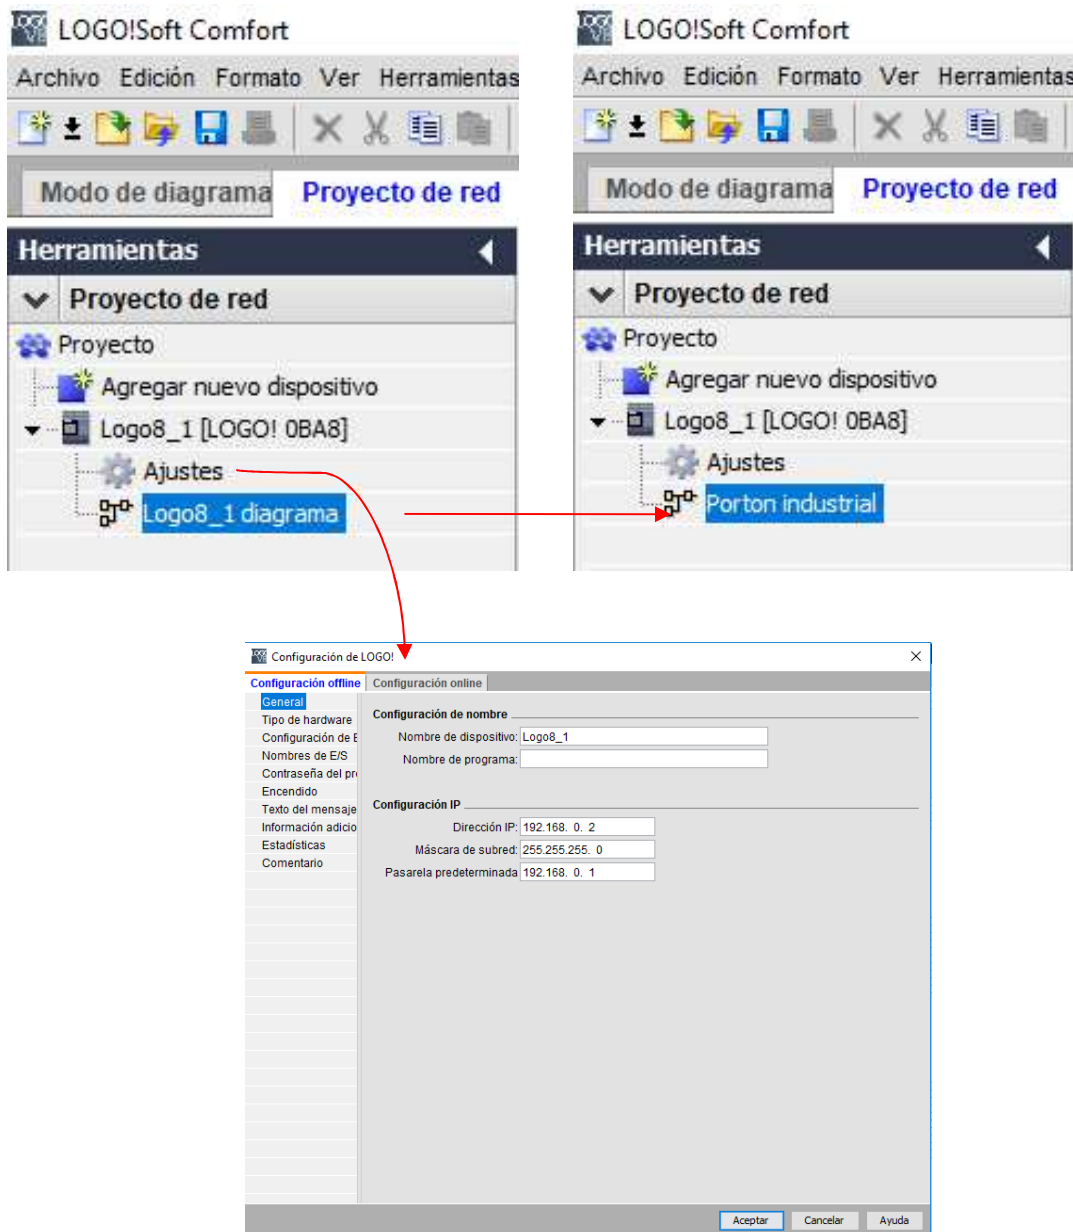 LOGO!Soft Comfort
Archivo Edición Formato Ver Herramientas
Modo de diagrama Proyecto de red
Herramientas
Proyecto de red
Proyecto
Agregar nuevo dispositivo
Logo8_1 [LOGO! 0BA8]
Ajustes
Logo8_1 diagrama
LOGO!Soft Comfort
Archivo Edición Formato Ver Herramientas
Modo de diagrama Proyecto de red
Herramientas
Proyecto de red
Proyecto
Agregar nuevo dispositivo
Logo8_1 [LOGO! 0BA8]
Ajustes
Porton industrial
Configuración de LOGO!
Configuración offline Configuración online
General
Tipo de hardware
Configuración de E
Nombres de E/S
Contraseña del pr
Encendido
Texto del mensaje
Información adicio
Estadísticas
Comentario
Configuración de nombre
Nombre de dispositivo: Logo8_1
Nombre de programa:
Configuración IP
Dirección IP: 192.168. 0. 2
Máscara de subred: 255.255.255. 0
Pasarela predeterminada 192.168. 0. 1
Aceptar Cancelar Ayuda